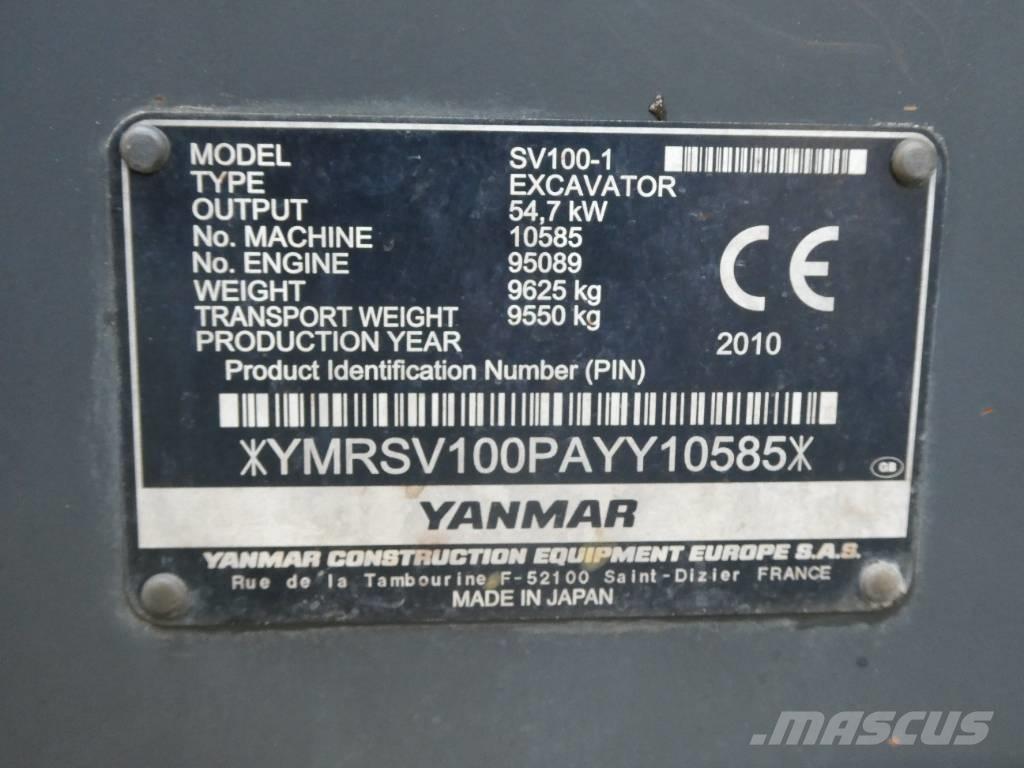 MODEL SV100-1
TYPE EXCAVATOR
OUTPUT 54,7 kW
No. MACHINE 10585
No. ENGINE 95089
WEIGHT 9625 kg
TRANSPORT WEIGHT 9550 kg
PRODUCTION YEAR 2010
CE
Product Identification Number (PIN)
*YMRSV100PAYY10585*
GB
YANMAR
YANMAR CONSTRUCTION EQUIPMENT EUROPE S.A.S.
Rue de la Tambourine F-52100 Saint-Dizier FRANCE
MADE IN JAPAN
MASCUS